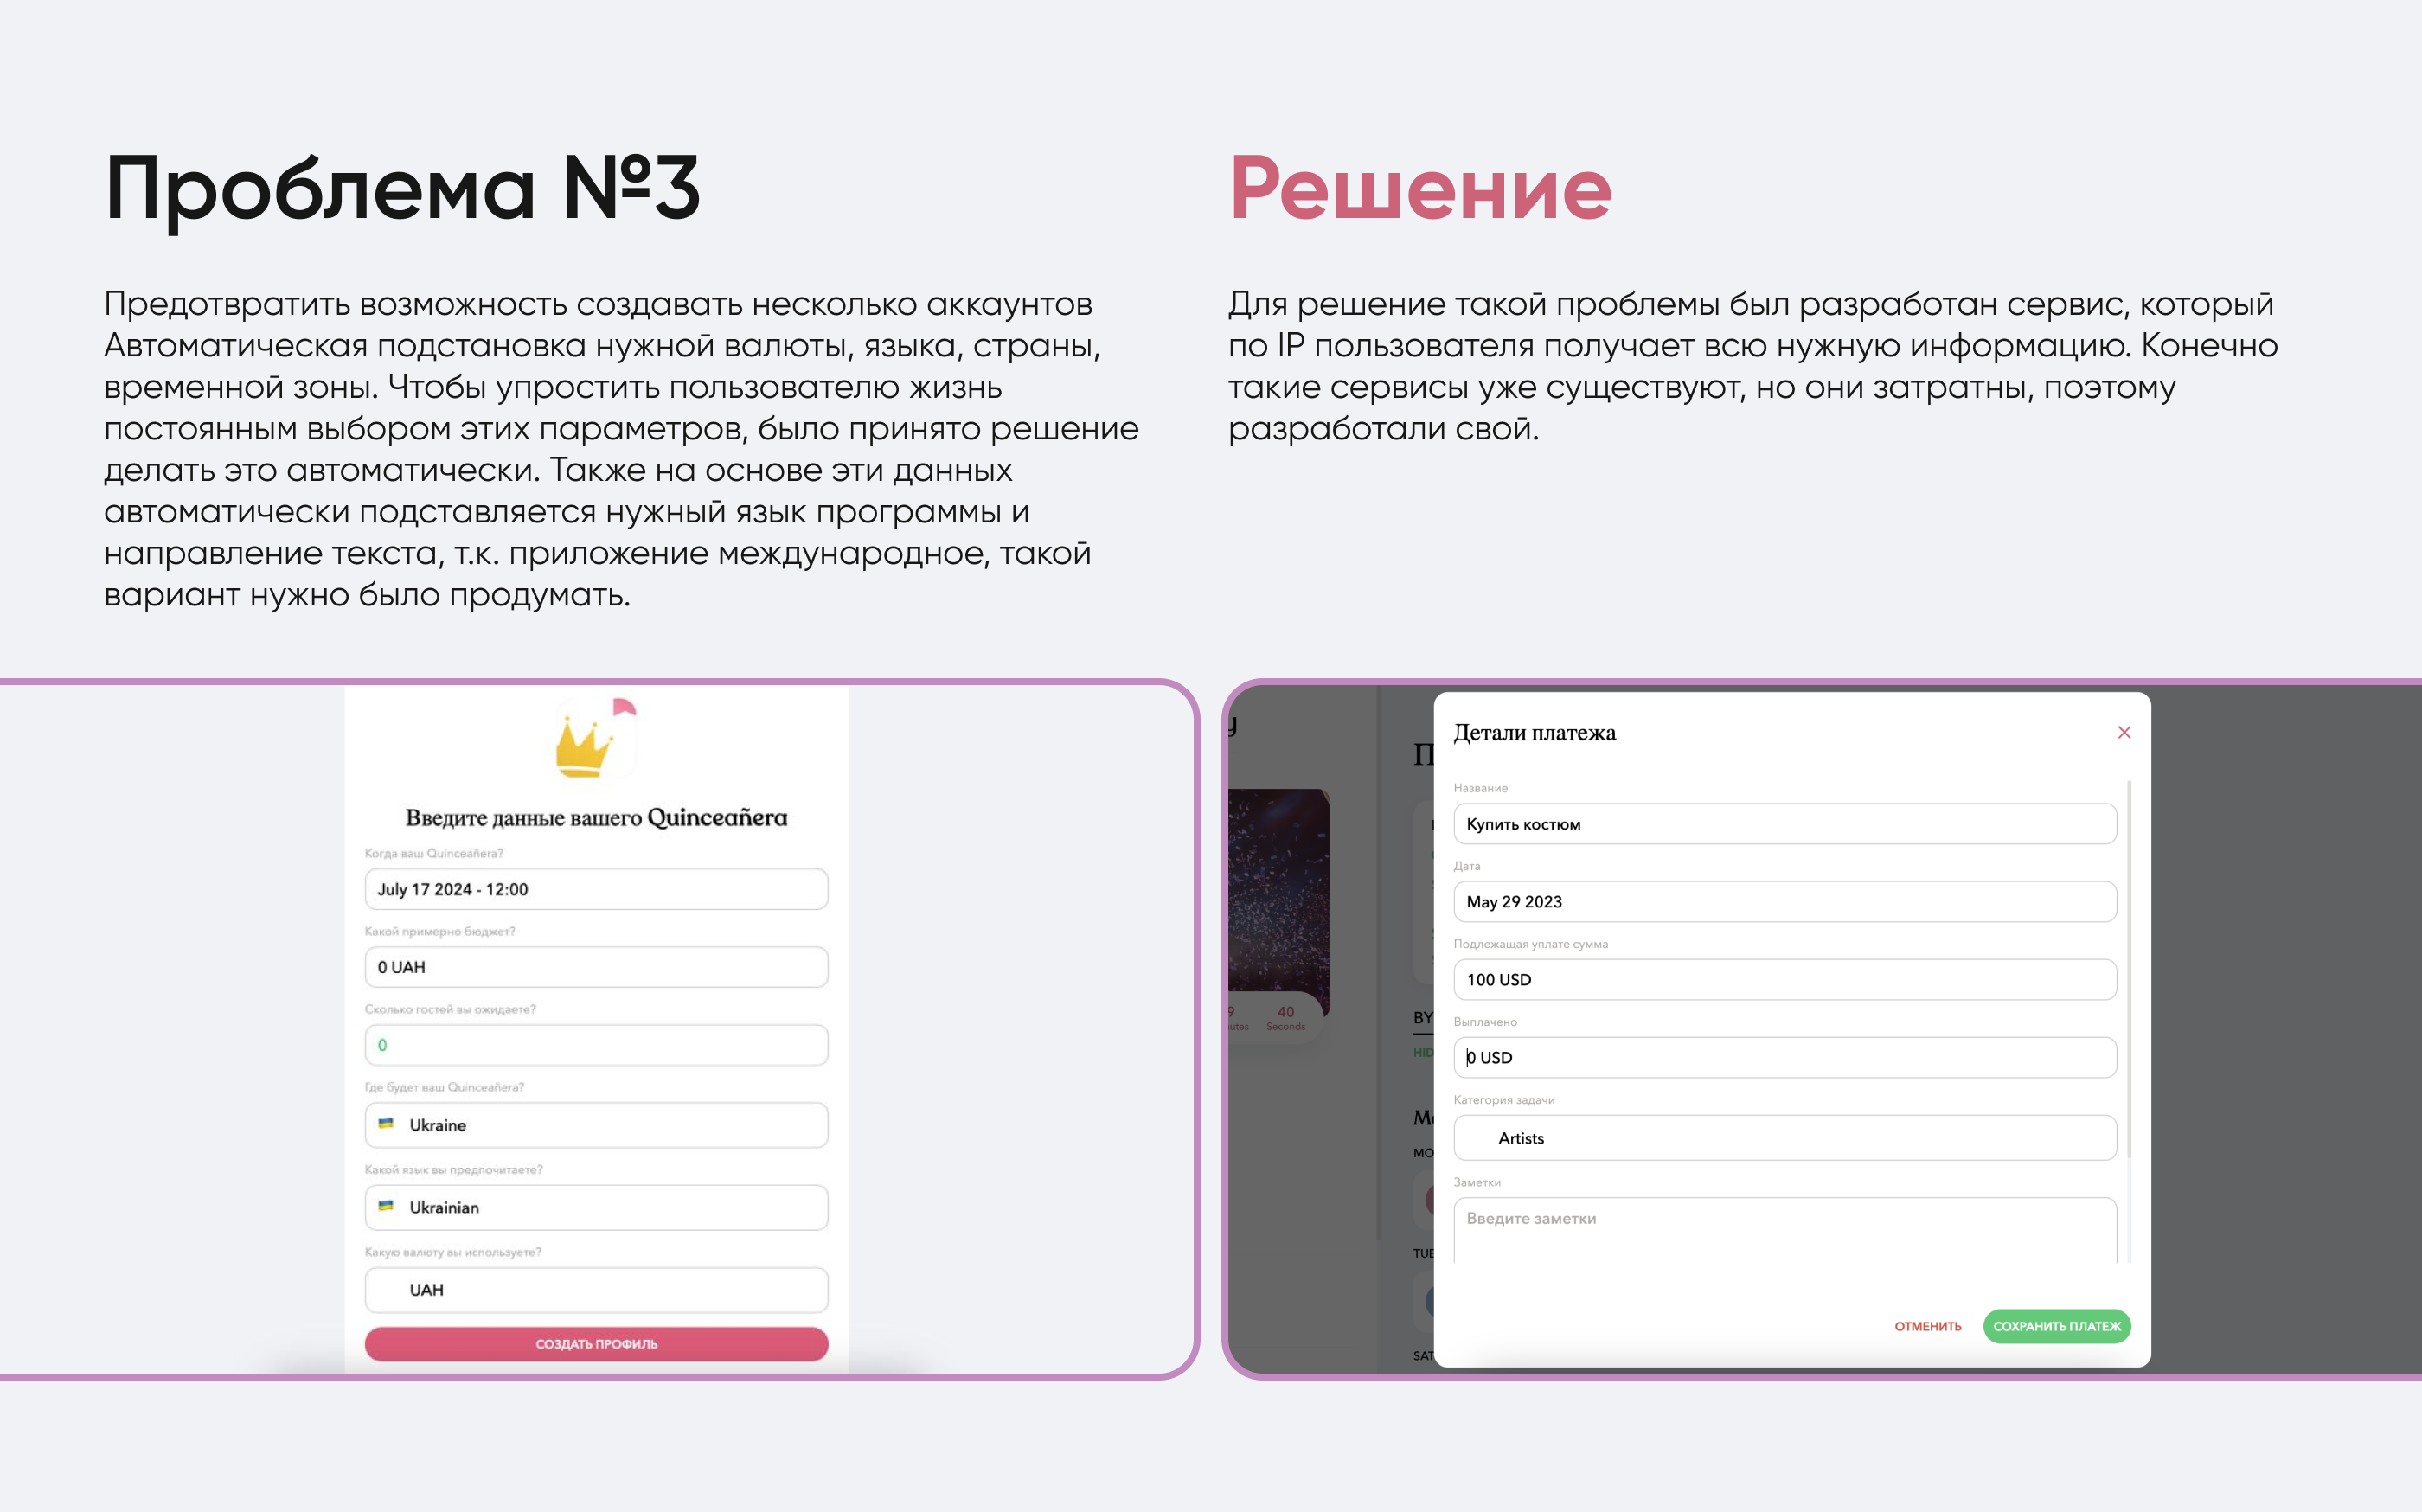 Проблема №3
Предотвратить возможность создавать несколько аккаунтов
Автоматическая подстановка нужной валюты, языка, страны,
временной зоны. Чтобы упростить пользователю жизнь
постоянным выбором этих параметров, было принято решение
делать это автоматически. Также на основе эти данных
автоматически подставляется нужный язык программы и
направление текста, т.к. приложение международное, такой
вариант нужно было продумать.
Решение
Для решение такой проблемы был разработан сервис, который
по IP пользователя получает всю нужную информацию. Конечно
такие сервисы уже существуют, но они затратны, поэтому
разработали свой.
Введите данные вашего Quinceañera
Когда ваш Quinceañera?
July 17 2024 - 12:00
Какой примерно бюджет?
0 UAH
Сколько гостей вы ожидаете?
0
Где будет ваш Quinceañera?
Ukraine
Какой язык вы предпочитаете?
Ukrainian
Какую валюту вы используете?
UAH
СОЗДАТЬ ПРОФИЛЬ
40
Seconds
BY
HID
TUE
SAT
Детали платежа
Название
Купить костюм
Дата
May 29 2023
Подлежащая уплате сумма
100 USD
Выплачено
0 USD
Категория задачи
Artists
Заметки
Введите заметки
ОТМЕНИТЬ
СОХРАНИТЬ ПЛАТЕЖ